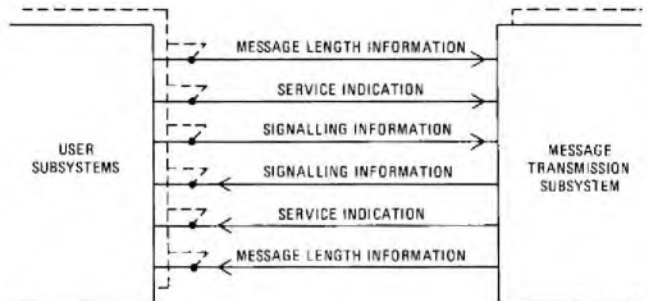 MESSAGE LENGTH INFORMATION
SERVICE INDICATION
SIGNALLING INFORMATION
USER
SUBSYSTEMS
MESSAGE
TRANSMISSION
SUBSYSTEM
SIGNALLING INFORMATION
SERVICE INDICATION
MESSAGE LENGTH INFORMATION